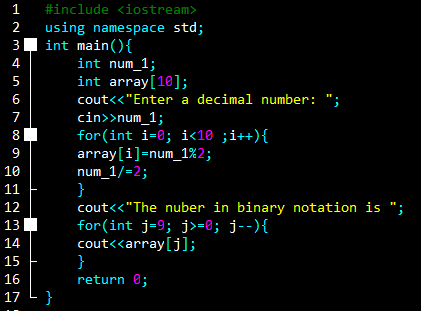 1 #include <iostream>
2 using namespace std;
3 int main(){
4 int num_1;
5 int array[10];
6 cout<<"Enter a decimal number: ";
7 cin>>num_1;
8 for(int i=0; i<10 ;i++){
9 array[i]=num_1%2;
10 num_1/=2;
11 }
12 cout<<"The nuber in binary notation is ";
13 for(int j=9; j>=0; j--){
14 cout<<array[j];
15 }
16 return 0;
17 }